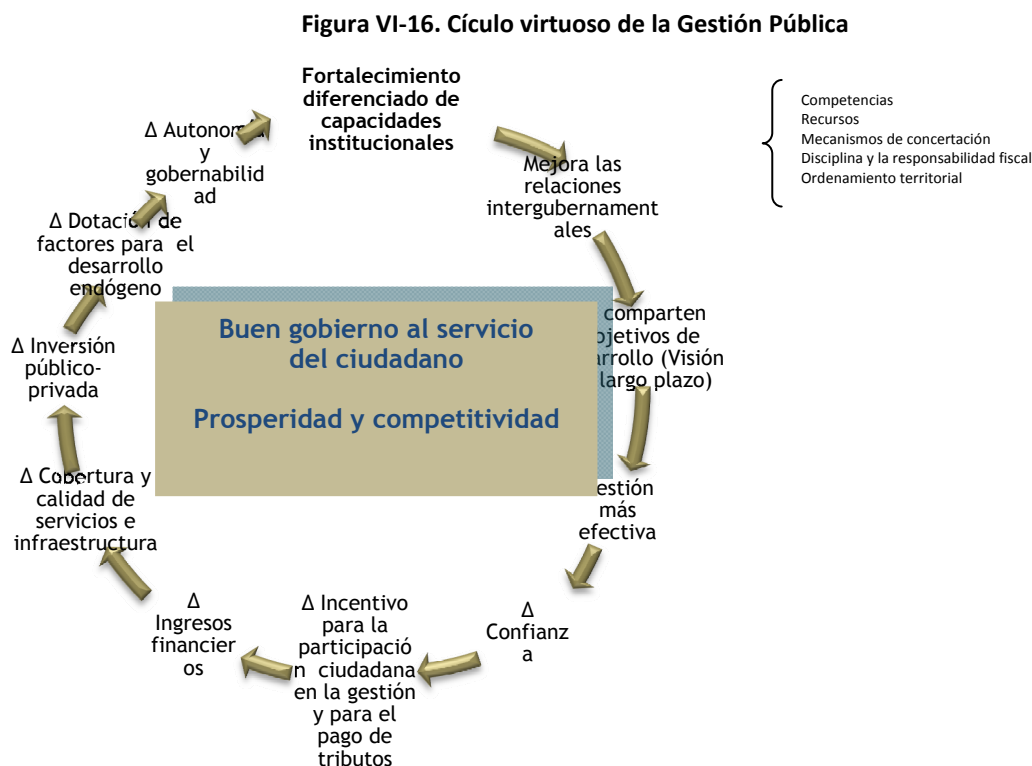 Figura VI-16. Cículo virtuoso de la Gestión Pública
Fortalecimiento
diferenciado de
capacidades
institucionales
Competencias
Recursos
Mecanismos de concertación
Disciplina y la responsabilidad fiscal
Ordenamiento territorial
Mejora las
relaciones
intergubernament
ales
comparten
de
(Visión
largo plazo)
más
efectiva
Δ
Confianz
a
Δ Incentivo
para la
participació
n ciudadana
en la gestión
y para el
pago de
tributos
Δ
Ingresos
financier
os
Δ Cobertura y
calidad de
servicios e
infraestructura
Δ Inversión
público-
privada
Δ Dotación de
factores para el
desarrollo
endógeno
Δ Autonomía
y
gobernabilid
ad
Buen gobierno al servicio
del ciudadano
Prosperidad y competitividad